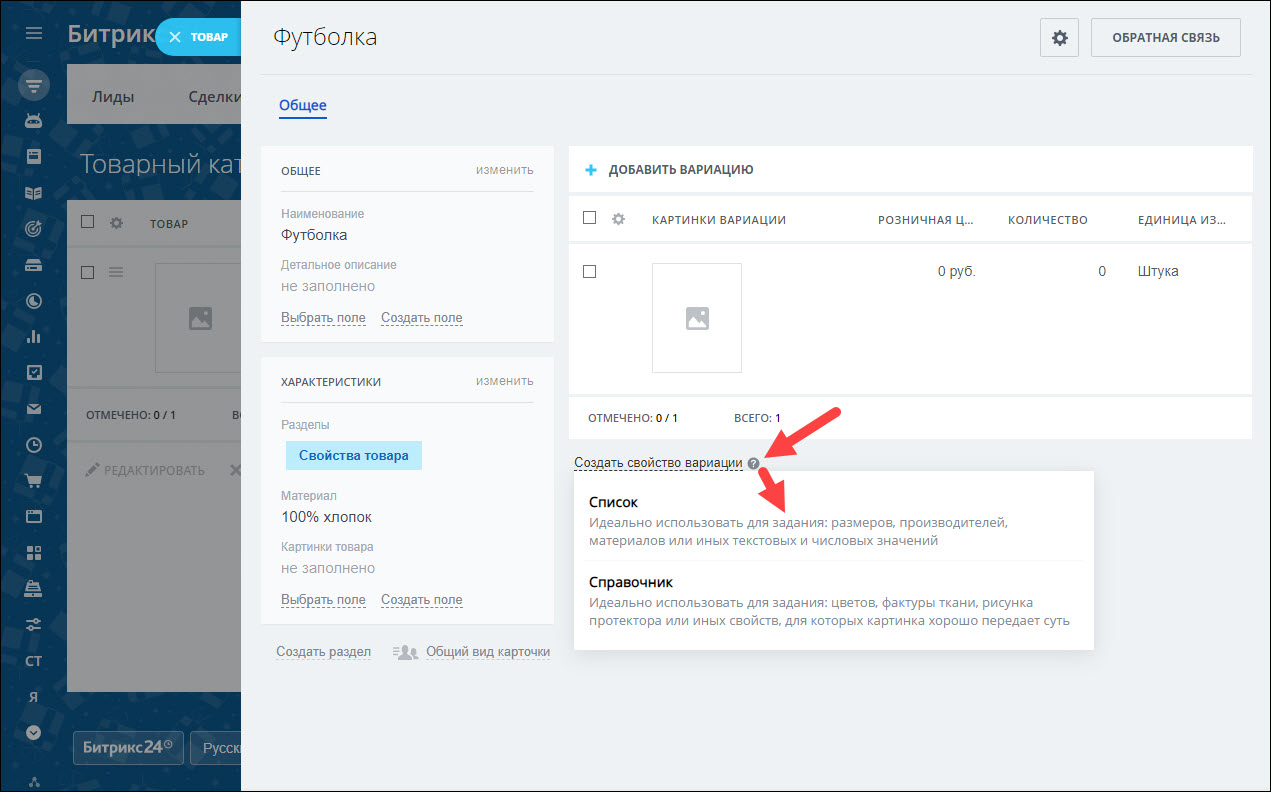 Битрик
ТОВАР
Футболка
ОБРАТНАЯ СВЯЗЬ
Лиды
Сделки
Общее
Товарный кат
ОБЩЕЕ
изменить
ДОБАВИТЬ ВАРИАЦИЮ
ТОВАР
КАРТИНКИ ВАРИАЦИИ
РОЗНИЧНАЯ Ц...
КОЛИЧЕСТВО
ЕДИНИЦА ИЗ...
Наименование
Футболка
Детальное описание
не заполнено
Выбрать поле
Создать поле
0 руб.
0
Штука
ХАРАКТЕРИСТИКИ
изменить
Разделы
Свойства товара
ОТМЕЧЕНО: 0 / 1
ВС
ОТМЕЧЕНО: 0 / 1
ВСЕГО: 1
РЕДАКТИРОВАТЬ
Создать свойство вариации ?
Материал
100% хлопок
Картинки товара
не заполнено
Выбрать поле
Создать поле
Список
Идеально использовать для задания: размеров, производителей,
материалов или иных текстовых и числовых значений
Справочник
Идеально использовать для задания: цветов, фактуры ткани, рисунка
протектора или иных свойств, для которых картинка хорошо передает суть
Создать раздел
Общий вид карточки
СТ
Я
Битрикс24
Русски